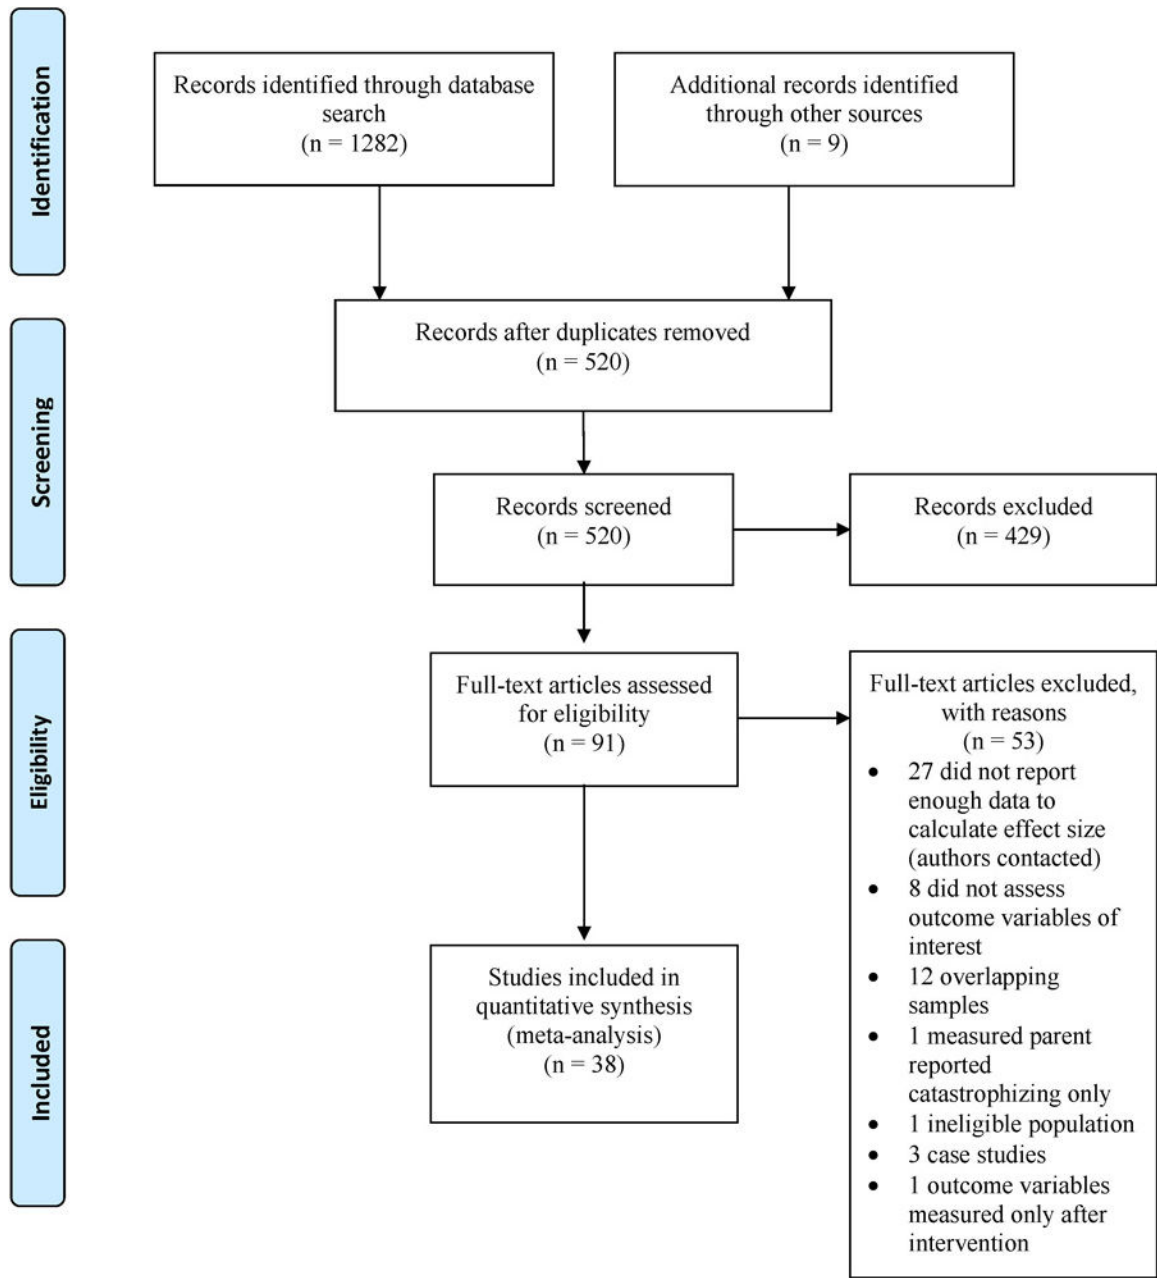 Identification
Records identified through database
search
(n = 1282)
Additional records identified
through other sources
(n = 9)
Screening
Records after duplicates removed
(n = 520)
Records screened
(n = 520)
Records excluded
(n = 429)
Eligibility
Full-text articles assessed
for eligibility
(n = 91)
Full-text articles excluded,
with reasons
(n = 53)
• 27 did not report
enough data to
calculate effect size
(authors contacted)
• 8 did not assess
outcome variables of
interest
• 12 overlapping
samples
• 1 measured parent
reported
catastrophizing only
• 1 ineligible population
• 3 case studies
• 1 outcome variables
measured only after
intervention
Included
Studies included in
quantitative synthesis
(meta-analysis)
(n = 38)